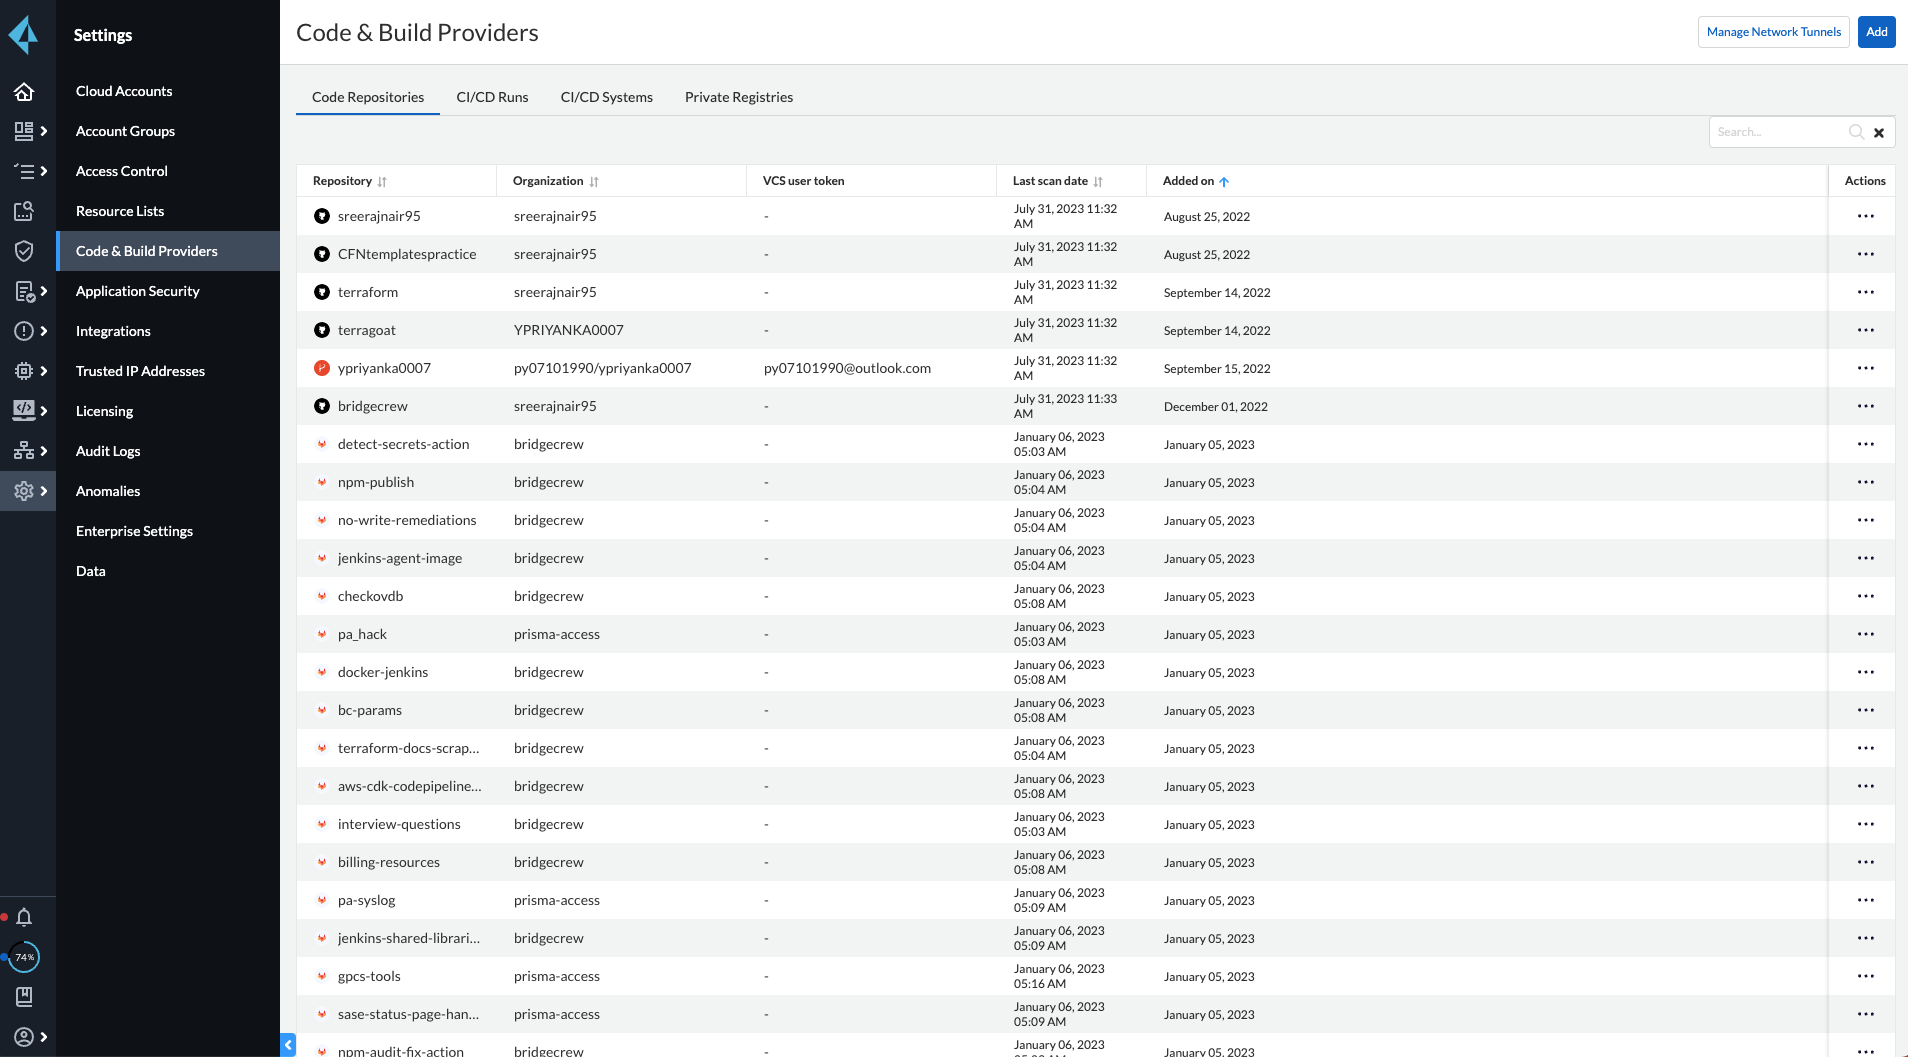 Settings
Cloud Accounts
Account Groups
Access Control
Resource Lists
Code & Build Providers
Application Security
Integrations
Trusted IP Addresses
Licensing
Audit Logs
Anomalies
Enterprise Settings
Data
74%
Code & Build Providers
Manage Network Tunnels
Add
Code Repositories
CI/CD Runs
CI/CD Systems
Private Registries
Search...
Repository Organization VCS user token Last scan date Added on Actions
sreerajnair95 sreerajnair95 - July 31, 2023 11:32 AM August 25, 2022
CFNtemplatespractice sreerajnair95 - July 31, 2023 11:32 AM August 25, 2022
terraform sreerajnair95 - July 31, 2023 11:32 AM September 14, 2022
terragoat YPRIYANKA0007 - July 31, 2023 11:32 AM September 14, 2022
ypriyanka0007 py07101990/ypriyanka0007 py07101990@outlook.com July 31, 2023 11:32 AM September 15, 2022
bridgecrew sreerajnair95 - July 31, 2023 11:33 AM December 01, 2022
detect-secrets-action bridgecrew - January 06, 2023 05:03 AM January 05, 2023
npm-publish bridgecrew - January 06, 2023 05:04 AM January 05, 2023
no-write-remediations bridgecrew - January 06, 2023 05:04 AM January 05, 2023
jenkins-agent-image bridgecrew - January 06, 2023 05:04 AM January 05, 2023
checkovdb bridgecrew - January 06, 2023 05:08 AM January 05, 2023
pa_hack prisma-access - January 06, 2023 05:03 AM January 05, 2023
docker-jenkins bridgecrew - January 06, 2023 05:08 AM January 05, 2023
bc-params bridgecrew - January 06, 2023 05:08 AM January 05, 2023
terraform-docs-scrap... bridgecrew - January 06, 2023 05:04 AM January 05, 2023
aws-cdk-codepipeline... bridgecrew - January 06, 2023 05:08 AM January 05, 2023
interview-questions bridgecrew - January 06, 2023 05:03 AM January 05, 2023
billing-resources bridgecrew - January 06, 2023 05:08 AM January 05, 2023
pa-syslog prisma-access - January 06, 2023 05:09 AM January 05, 2023
jenkins-shared-librari... bridgecrew - January 06, 2023 05:09 AM January 05, 2023
gpcs-tools prisma-access - January 06, 2023 05:16 AM January 05, 2023
sase-status-page-han... prisma-access - January 06, 2023 05:09 AM January 05, 2023
npm-audit-fix-action bridgecrew - January 06, 2023 January 05, 2023